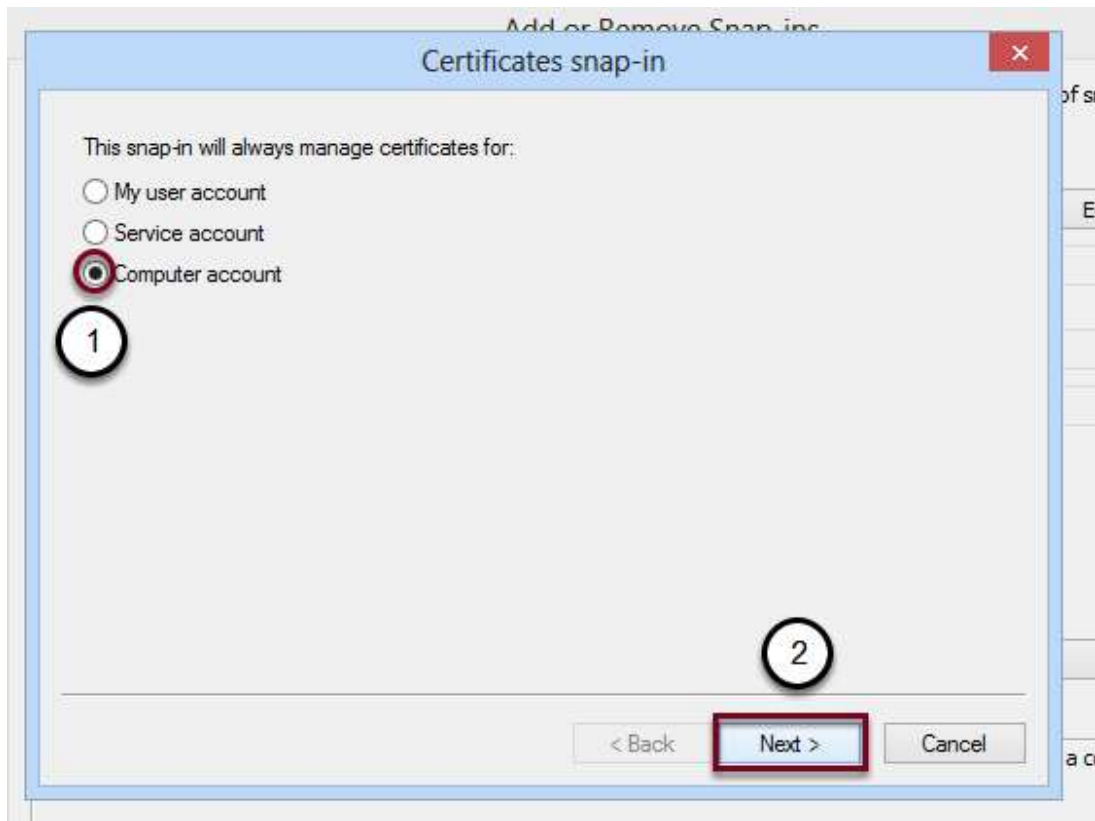 Add or Remove Snap-ins
Certificates snap-in
of s
This snap-in will always manage certificates for:
My user account
E
Service account
Computer account
1
2
< Back Next > Cancel
a c